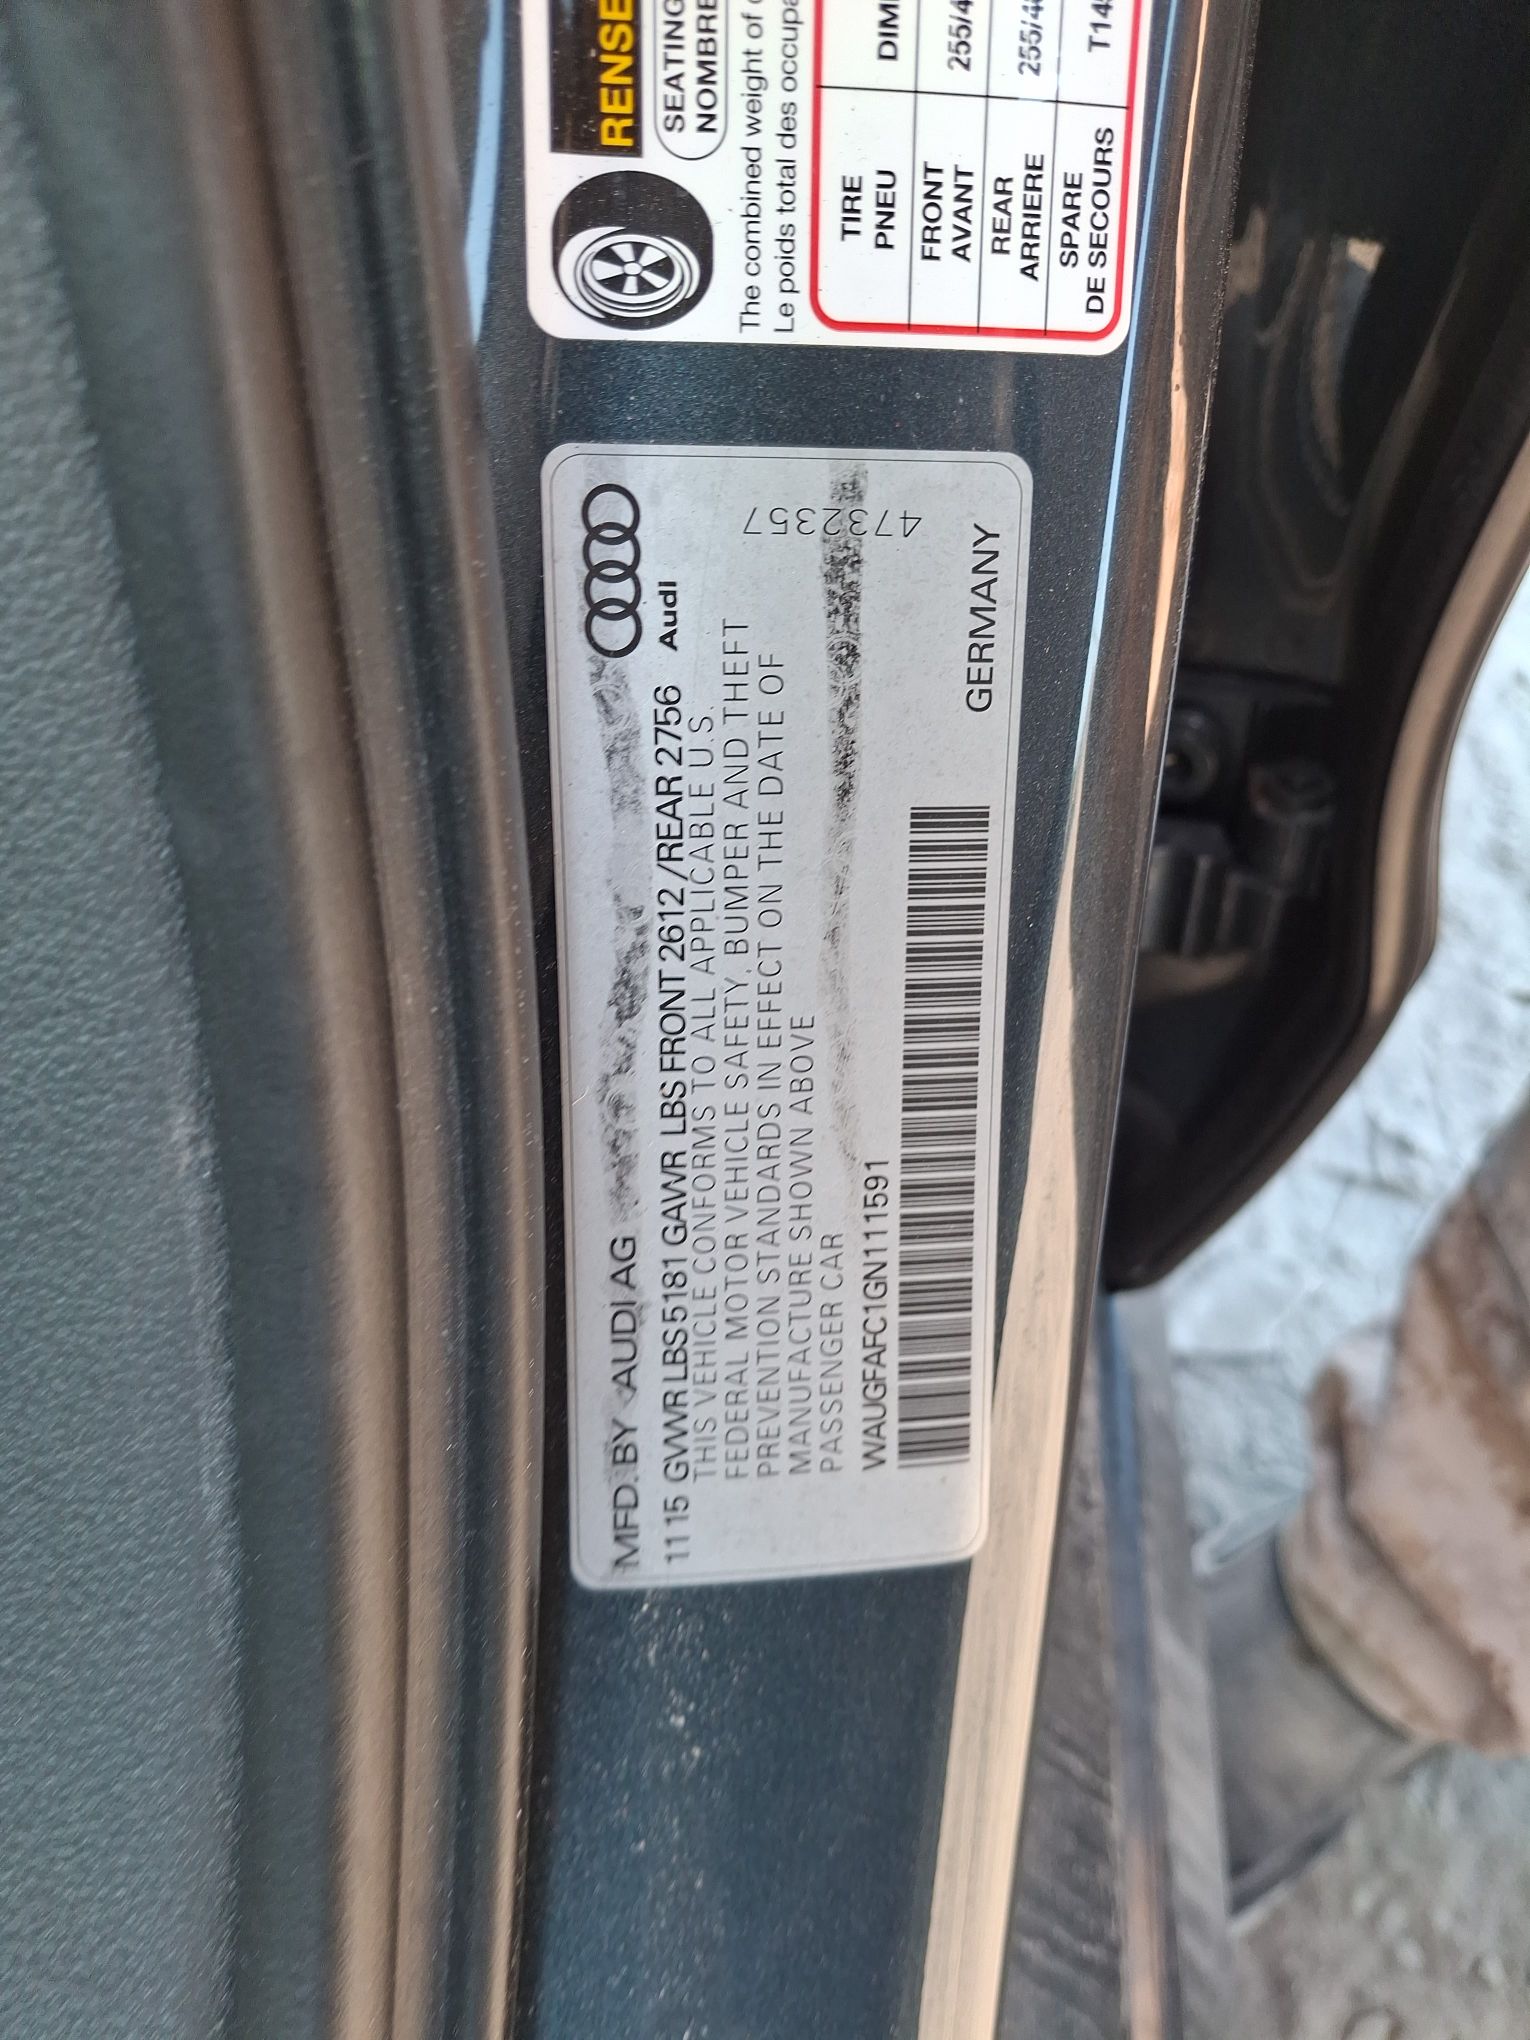 MFD. BY AUDI AG
Audi
11 15 GVWR LBS 5181 GAWR LBS FRONT 2612 /REAR 2756
THIS VEHICLE CONFORMS TO ALL APPLICABLE U.S.
FEDERAL MOTOR VEHICLE SAFETY, BUMPER AND THEFT
PREVENTION STANDARDS IN EFFECT ON THE DATE OF
MANUFACTURE SHOWN ABOVE
PASSENGER CAR
4732357
WAUGFAFC1GN111591
GERMANY
RENSE
SEATING
NOMBRE
The combined weight of
Le poids total des occupa
TIRE
PNEU
DIM
FRONT
AVANT
255/4
REAR
ARRIERE
255/4
SPARE
DE SECOURS
T14